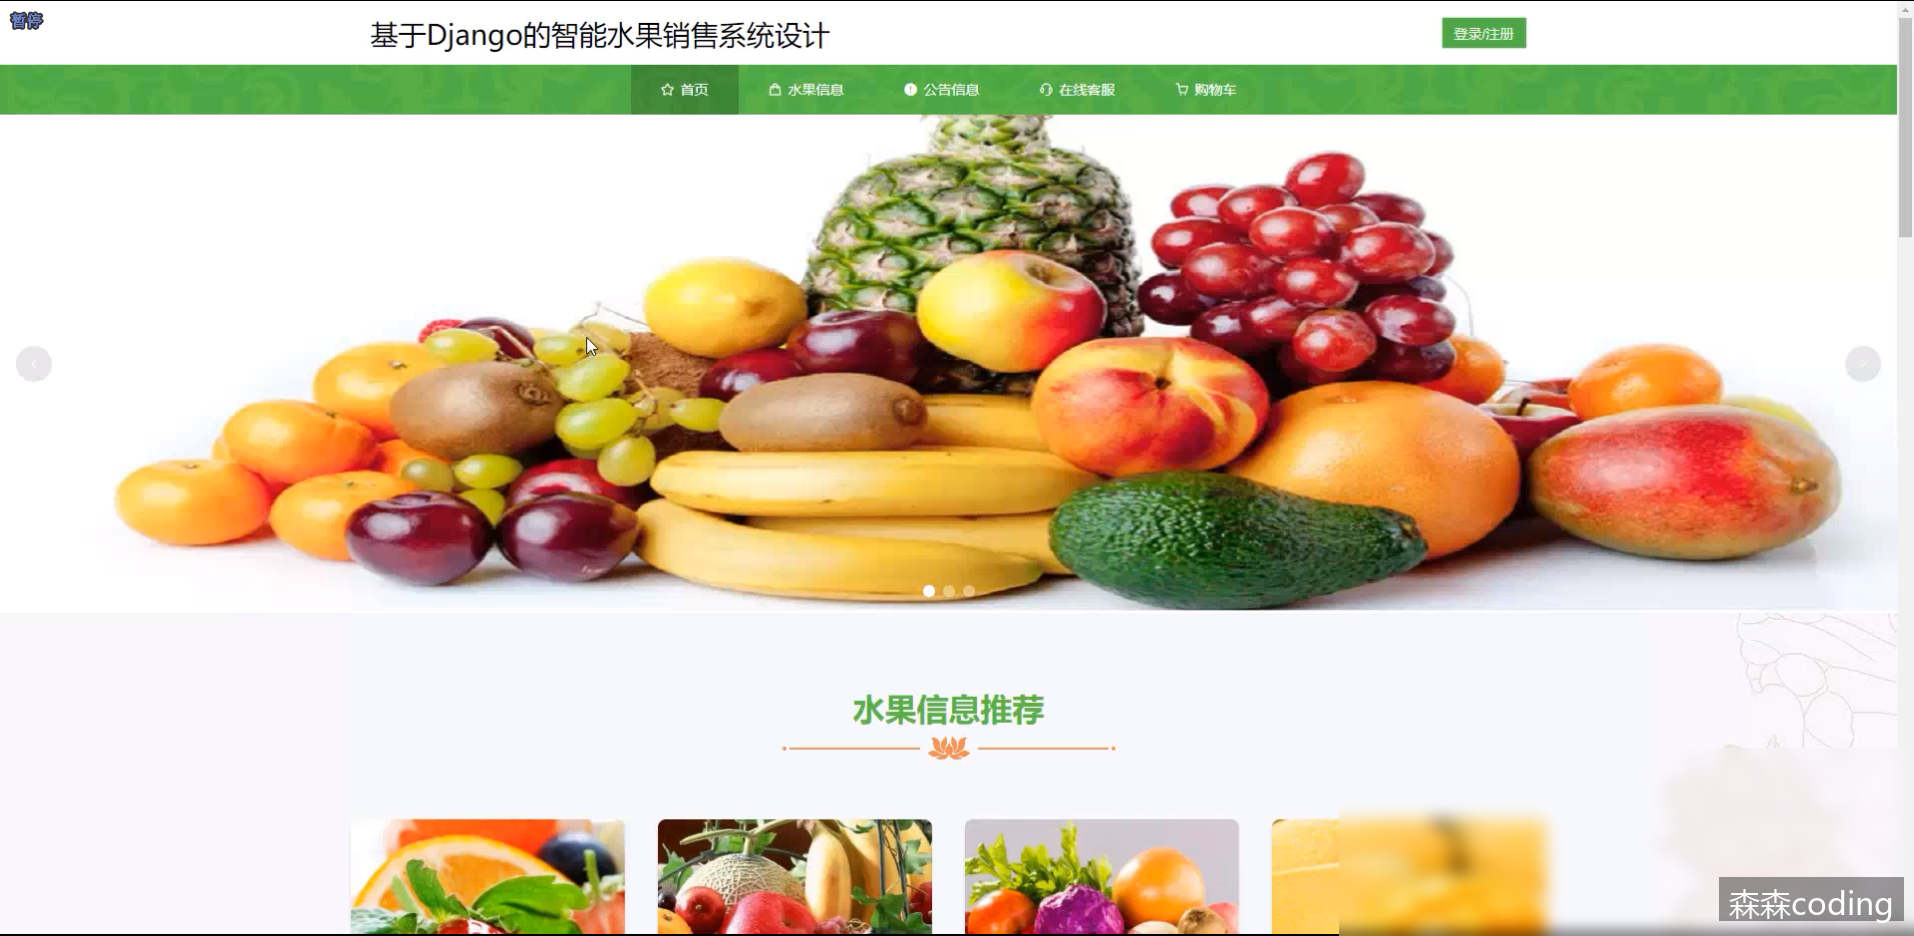 暂停
基于Django的智能水果销售系统设计
登录/注册
首页
水果信息
公告信息
在线客服
购物车
水果信息推荐
森森coding